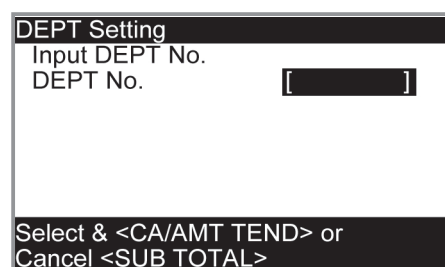 DEPT Setting
Input DEPT No.
DEPT No. [ ]
Select & <CA/AMT TEND> or
Cancel <SUB TOTAL>